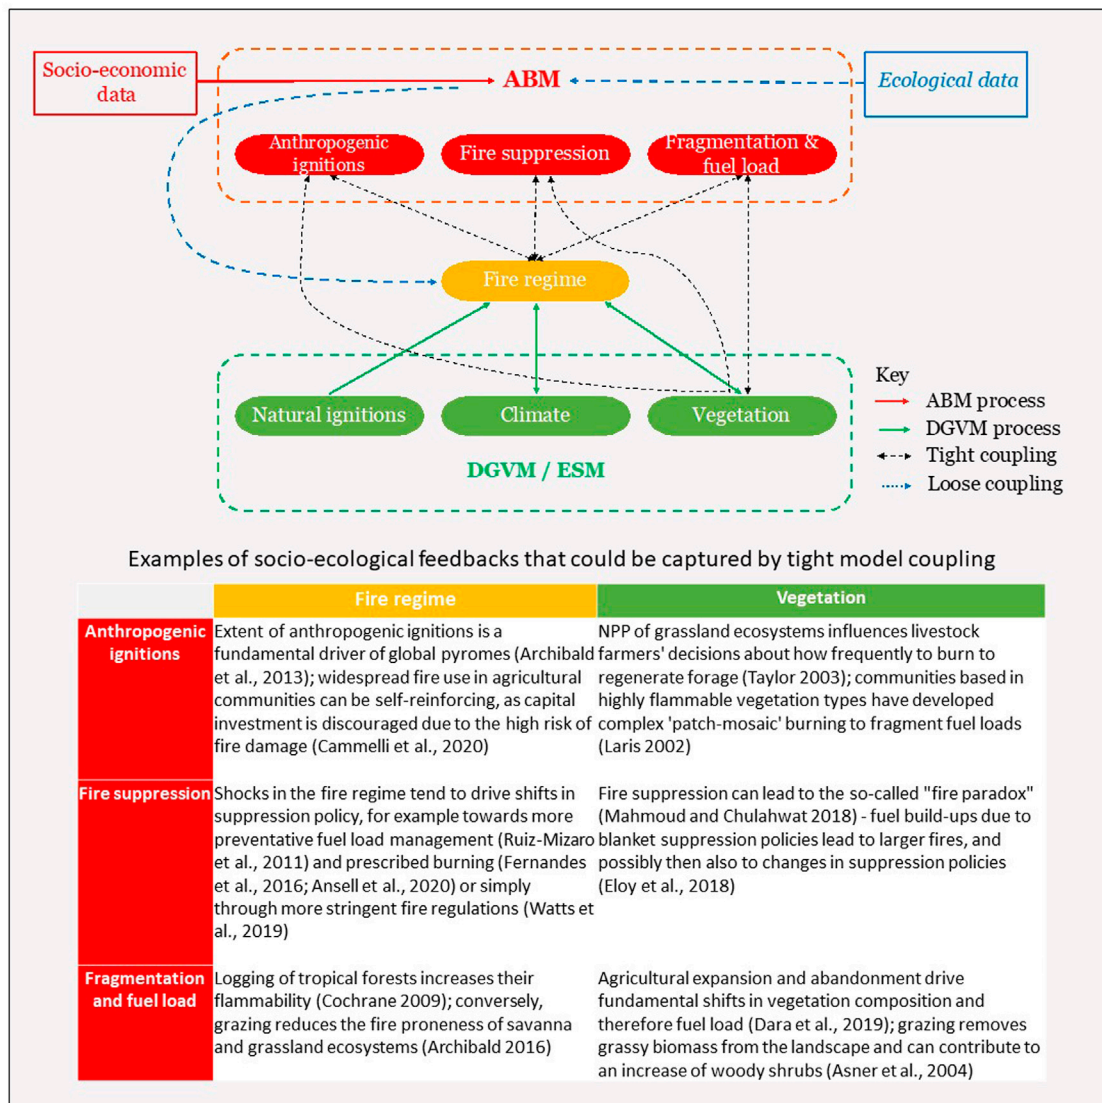 Socio-economic
data
ABM
Ecological data
Anthropogenic
ignitions
Fire suppression
Fragmentation &
fuel load
Fire regime
Natural ignitions
Climate
Vegetation
DGVM / ESM
Key
ABM process
DGVM process
Tight coupling
Loose coupling
Examples of socio-ecological feedbacks that could be captured by tight model coupling
Fire regime
Vegetation
Anthropogenic
ignitions
Extent of anthropogenic ignitions is a
fundamental driver of global pyromes (Archibald
et al., 2013); widespread fire use in agricultural
communities can be self-reinforcing, as capital
investment is discouraged due to the high risk of
fire damage (Cammelli et al., 2020)
NPP of grassland ecosystems influences livestock
farmers' decisions about how frequently to burn to
regenerate forage (Taylor 2003); communities based in
highly flammable vegetation types have developed
complex 'patch-mosaic' burning to fragment fuel loads
(Laris 2002)
Fire suppression
Shocks in the fire regime tend to drive shifts in
suppression policy, for example towards more
preventative fuel load management (Ruiz-Mizaro
et al., 2011) and prescribed burning (Fernandes
et al., 2016; Ansell et al., 2020) or simply
through more stringent fire regulations (Watts et
al., 2019)
Fire suppression can lead to the so-called "fire paradox"
(Mahmoud and Chulahwat 2018) - fuel build-ups due to
blanket suppression policies lead to larger fires, and
possibly then also to changes in suppression policies
(Eloy et al., 2018)
Fragmentation
and fuel load
Logging of tropical forests increases their
flammability (Cochrane 2009); conversely,
grazing reduces the fire proneness of savanna
and grassland ecosystems (Archibald 2016)
Agricultural expansion and abandonment drive
fundamental shifts in vegetation composition and
therefore fuel load (Dara et al., 2019); grazing removes
grassy biomass from the landscape and can contribute to
an increase of woody shrubs (Asner et al., 2004)